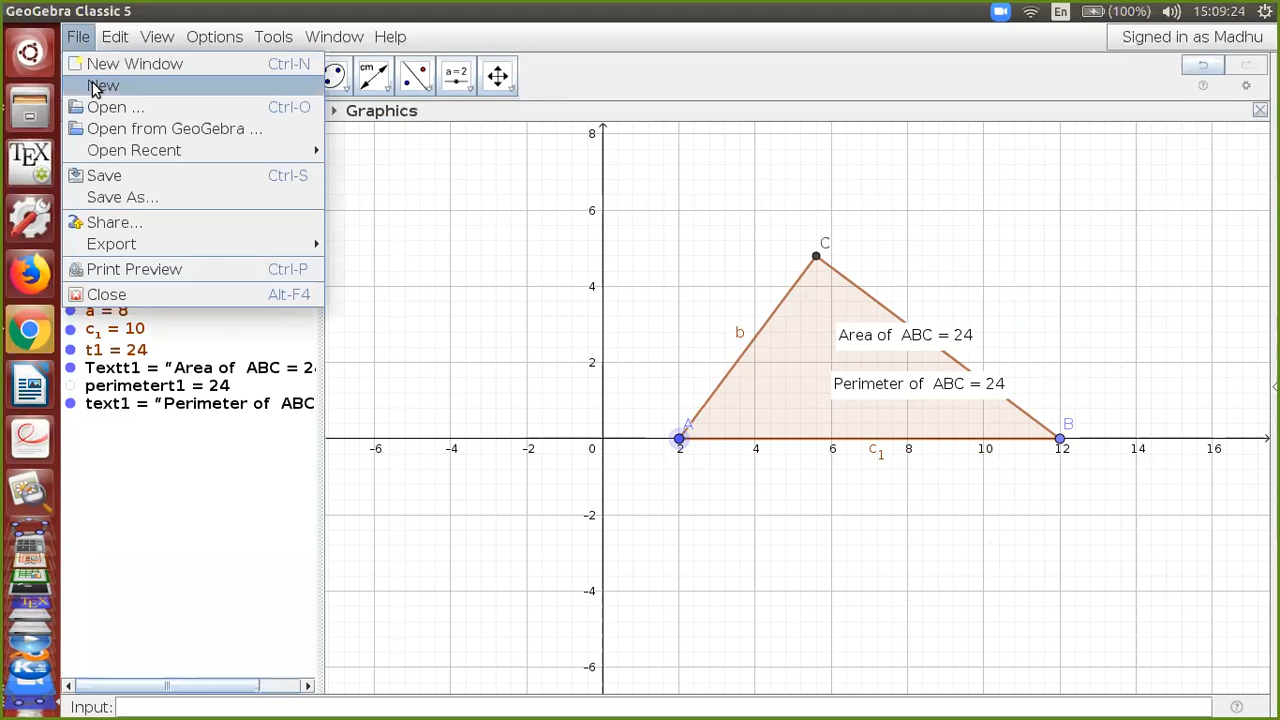 GeoGebra Classic 5
En (100%) 15:09:24
File Edit View Options Tools Window Help
Signed in as Madhu
New Window Ctrl-N
New
Open ... Ctrl-O
Open from GeoGebra ...
Open Recent
Save Ctrl-S
Save As...
Share...
Export
Print Preview Ctrl-P
Close Alt-F4
cm
a=2
Graphics
a = 8
c1 = 10
t1 = 24
Textt1 = "Area of ABC = 24
perimetert1 = 24
text1 = "Perimeter of ABC
TEX
8
6
4
2
0
-2
-4
-6
-6 -4 -2 0 2 4 6 8 10 12 14 16
C
b
Area of ABC = 24
Perimeter of ABC = 24
A
B
c1
Input: